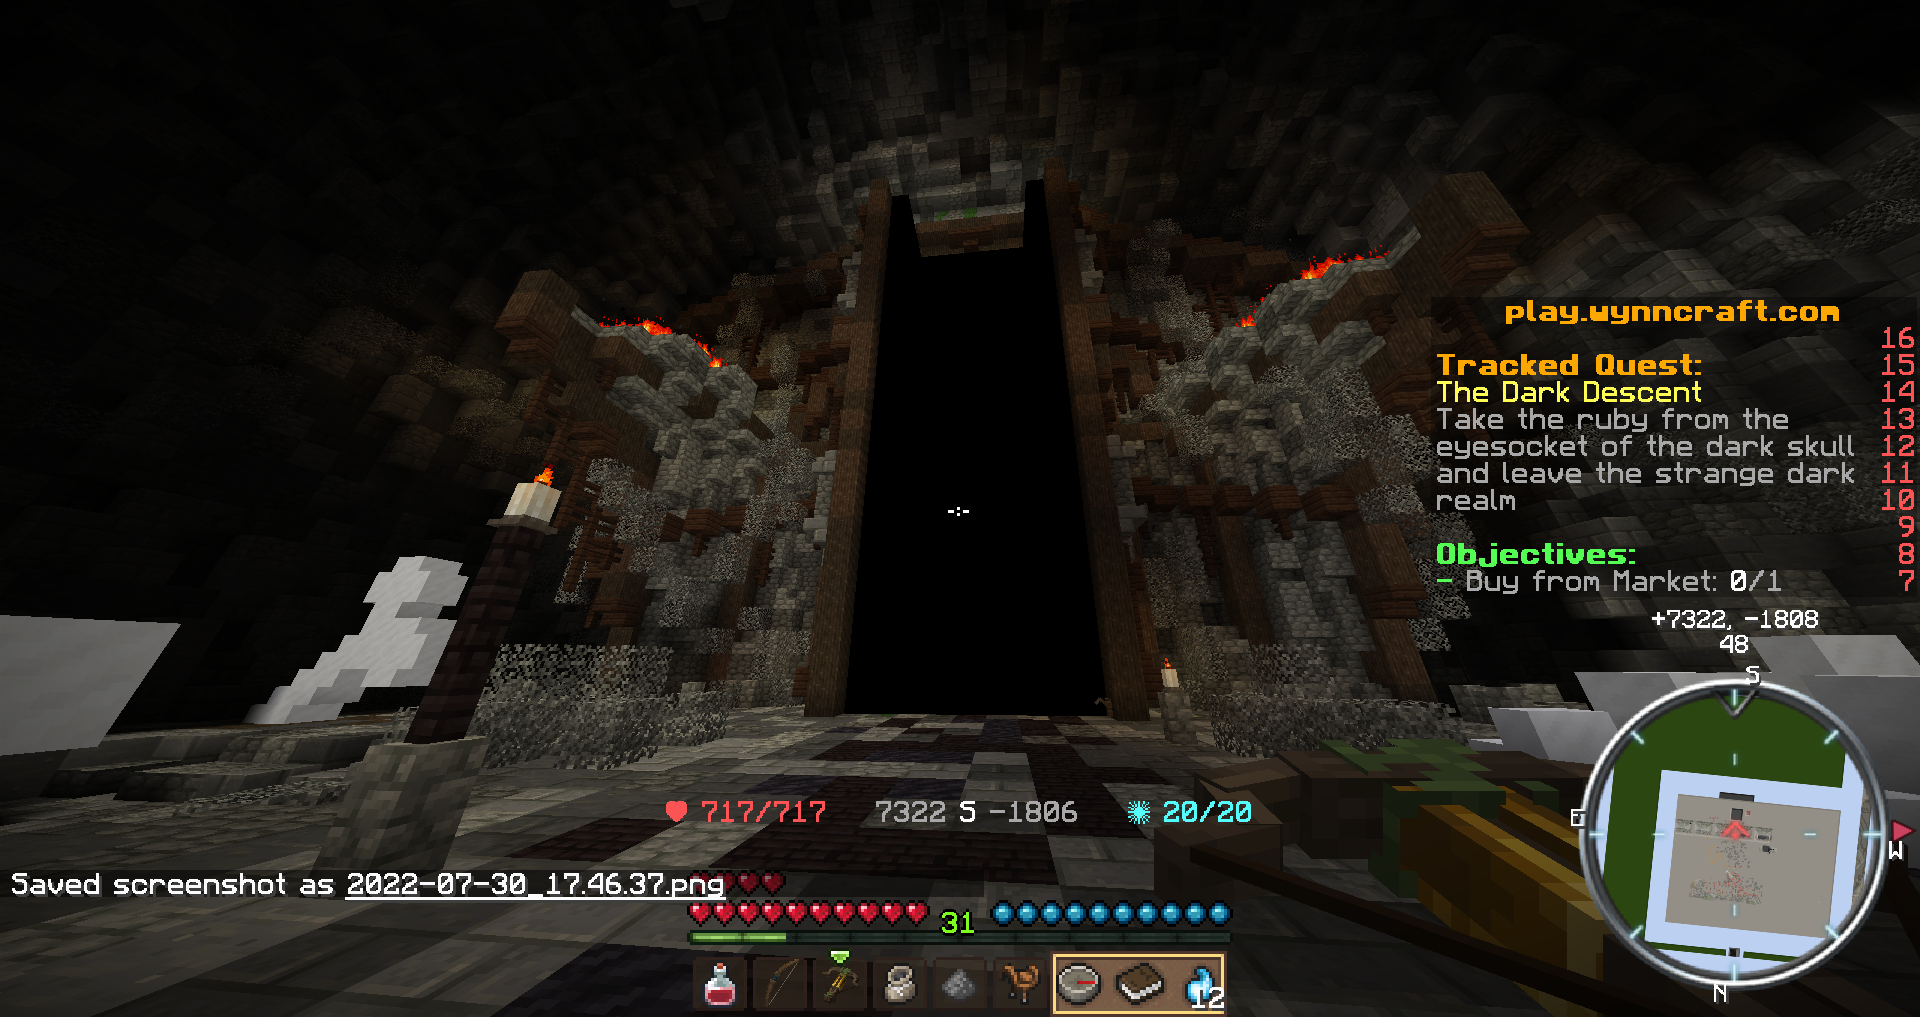 play.wynncraft.com
16
Tracked Quest: 15
The Dark Descent 14
Take the ruby from the 13
eyesocket of the dark skull 12
and leave the strange dark 11
realm 10
9
Objectives: 8
- Buy from Market: 0/1 7
+7322, -1808
48
S
E
W
N
717/717 7322 S -1806 20/20
Saved screenshot as 2022-07-30_17.46.37.png
31
12